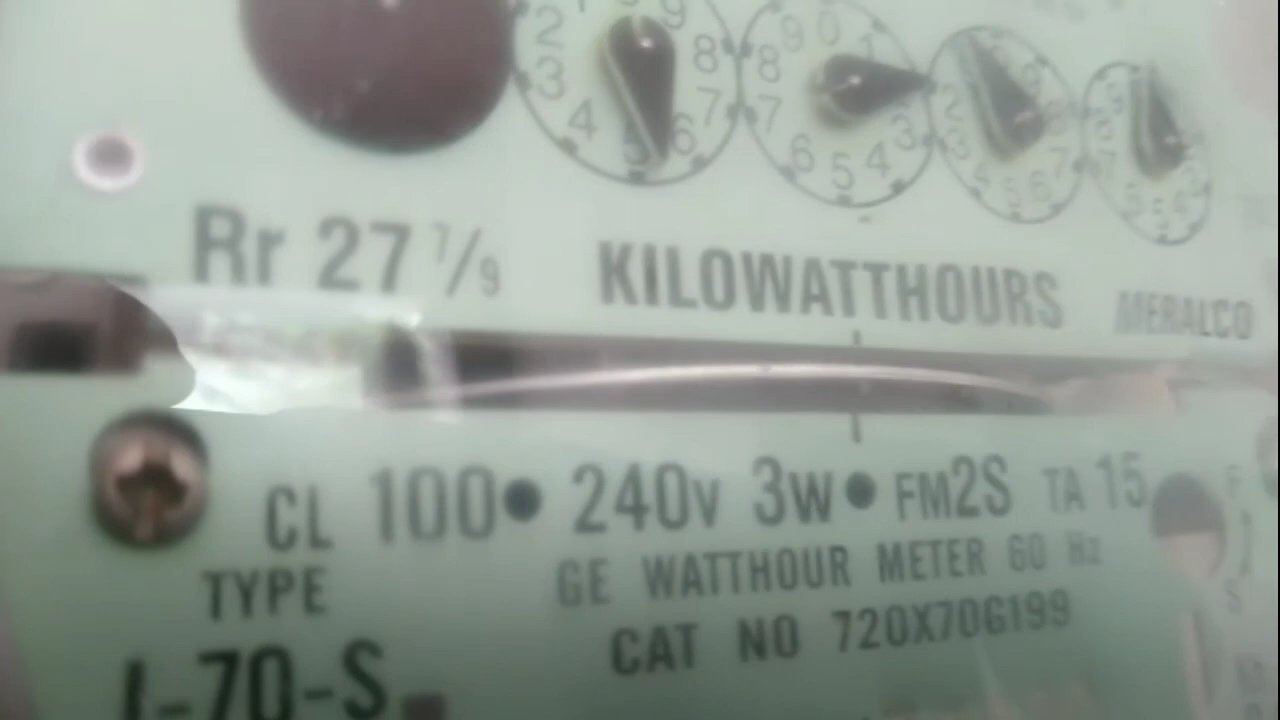 Rr 27 7/9
KILOWATTHOURS
MERALCO
CL 100 • 240V 3W • FM2S TA 15
TYPE
I-70-S
GE WATTHOUR METER 60 Hz
CAT NO 720X70G199